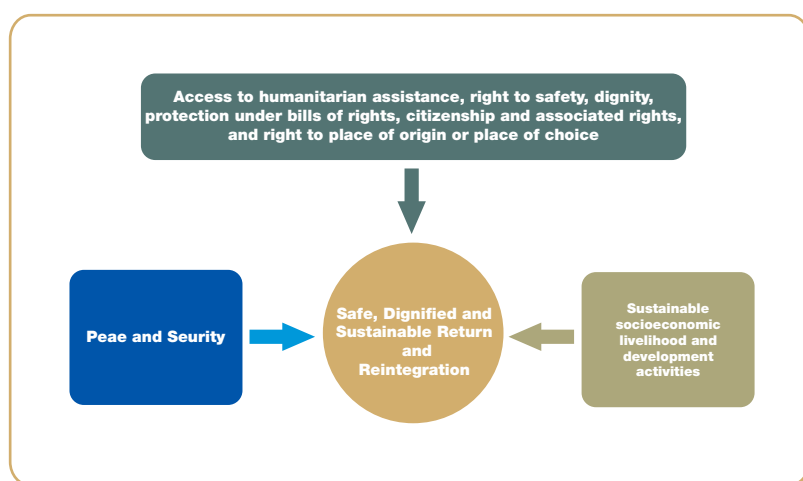 Access to humanitarian assistance, right to safety, dignity,
protection under bills of rights, citizenship and associated rights,
and right to place of origin or place of choice
Peae and Seurity
Safe, Dignified and
Sustainable Return
and
Reintegration
Sustainable
socioeconomic
livelihood and
development
activities